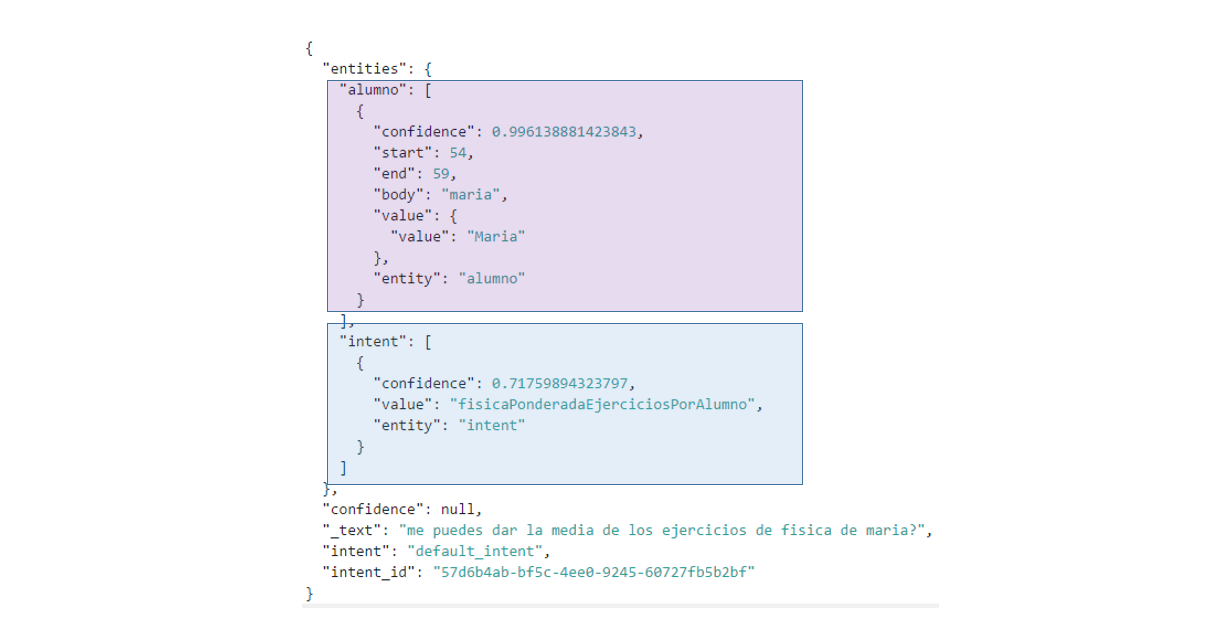 {
"entities": {
"alumno": [
{
"confidence": 0.996138881423843,
"start": 54,
"end": 59,
"body": "maria",
"value": {
"value": "Maria"
},
"entity": "alumno"
}
],
"intent": [
{
"confidence": 0.71759894323797,
"value": "fisicaPonderadaEjerciciosPorAlumno",
"entity": "intent"
}
]
},
"confidence": null,
"_text": "me puedes dar la media de los ejercicios de fisica de maria?",
"intent": "default_intent",
"intent_id": "57d6b4ab-bf5c-4ee0-9245-60727fb5b2bf"
}